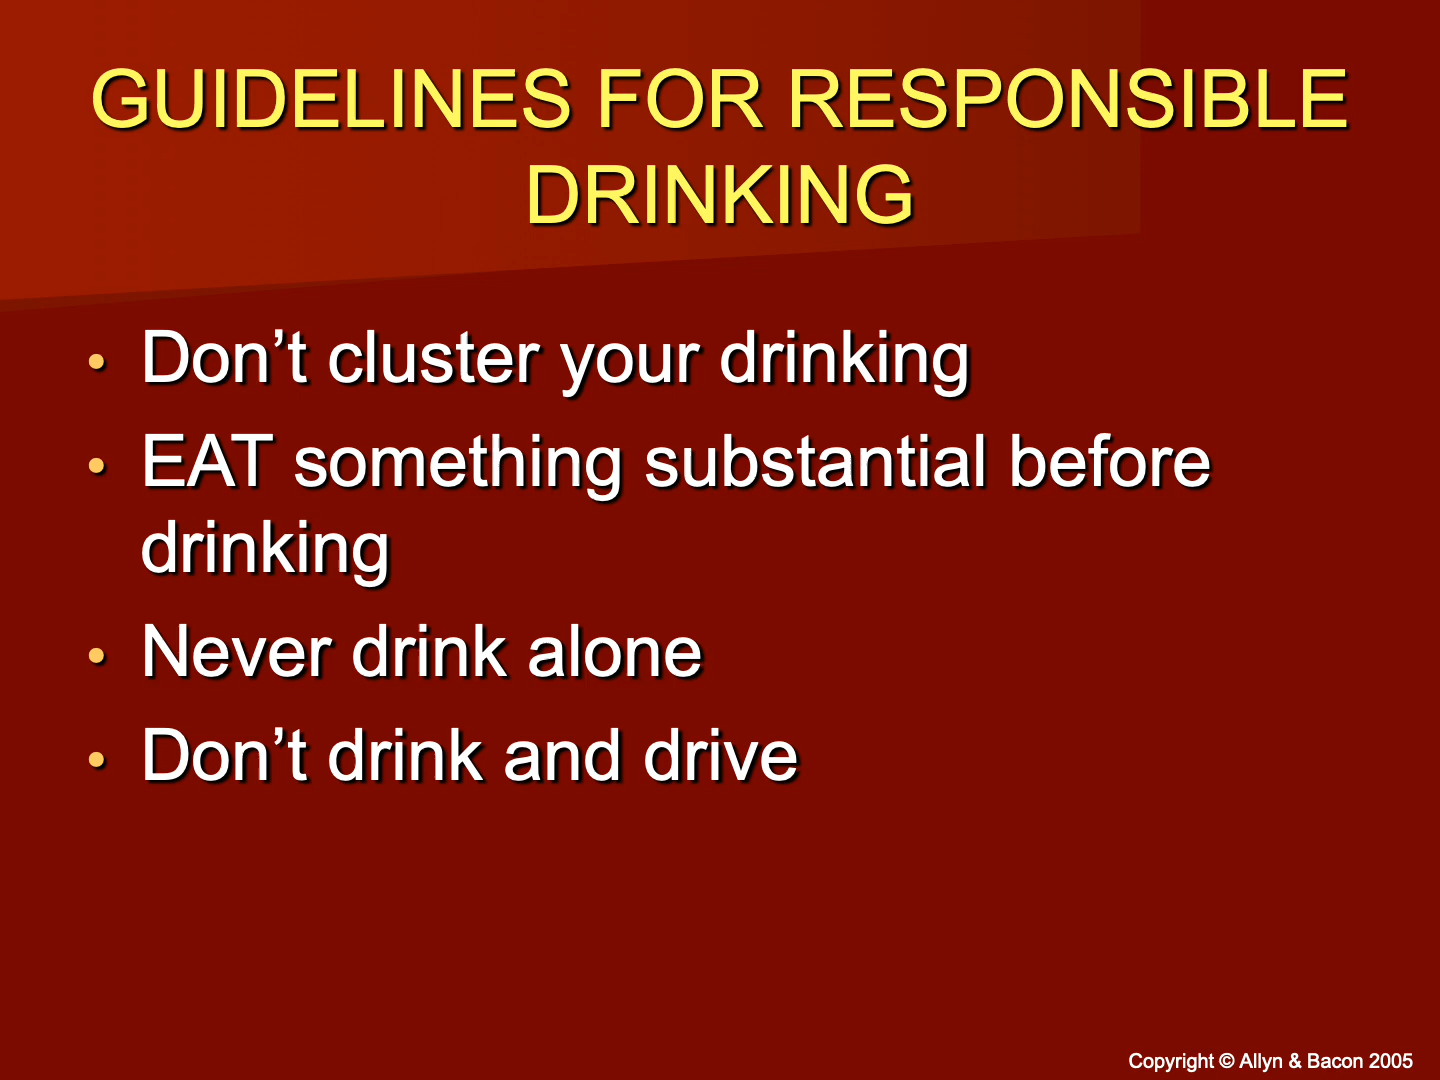 GUIDELINES FOR RESPONSIBLE
DRINKING
• Don’t cluster your drinking
• EAT something substantial before
drinking
• Never drink alone
• Don’t drink and drive
Copyright © Allyn & Bacon 2005